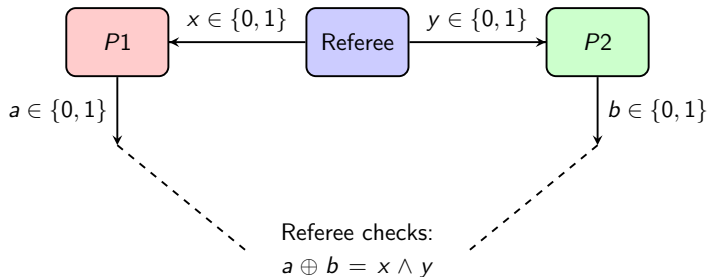 x ∈ {0, 1}
y ∈ {0, 1}
P1
Referee
P2
a ∈ {0, 1}
b ∈ {0, 1}
Referee checks:
a ⊕ b = x ∧ y